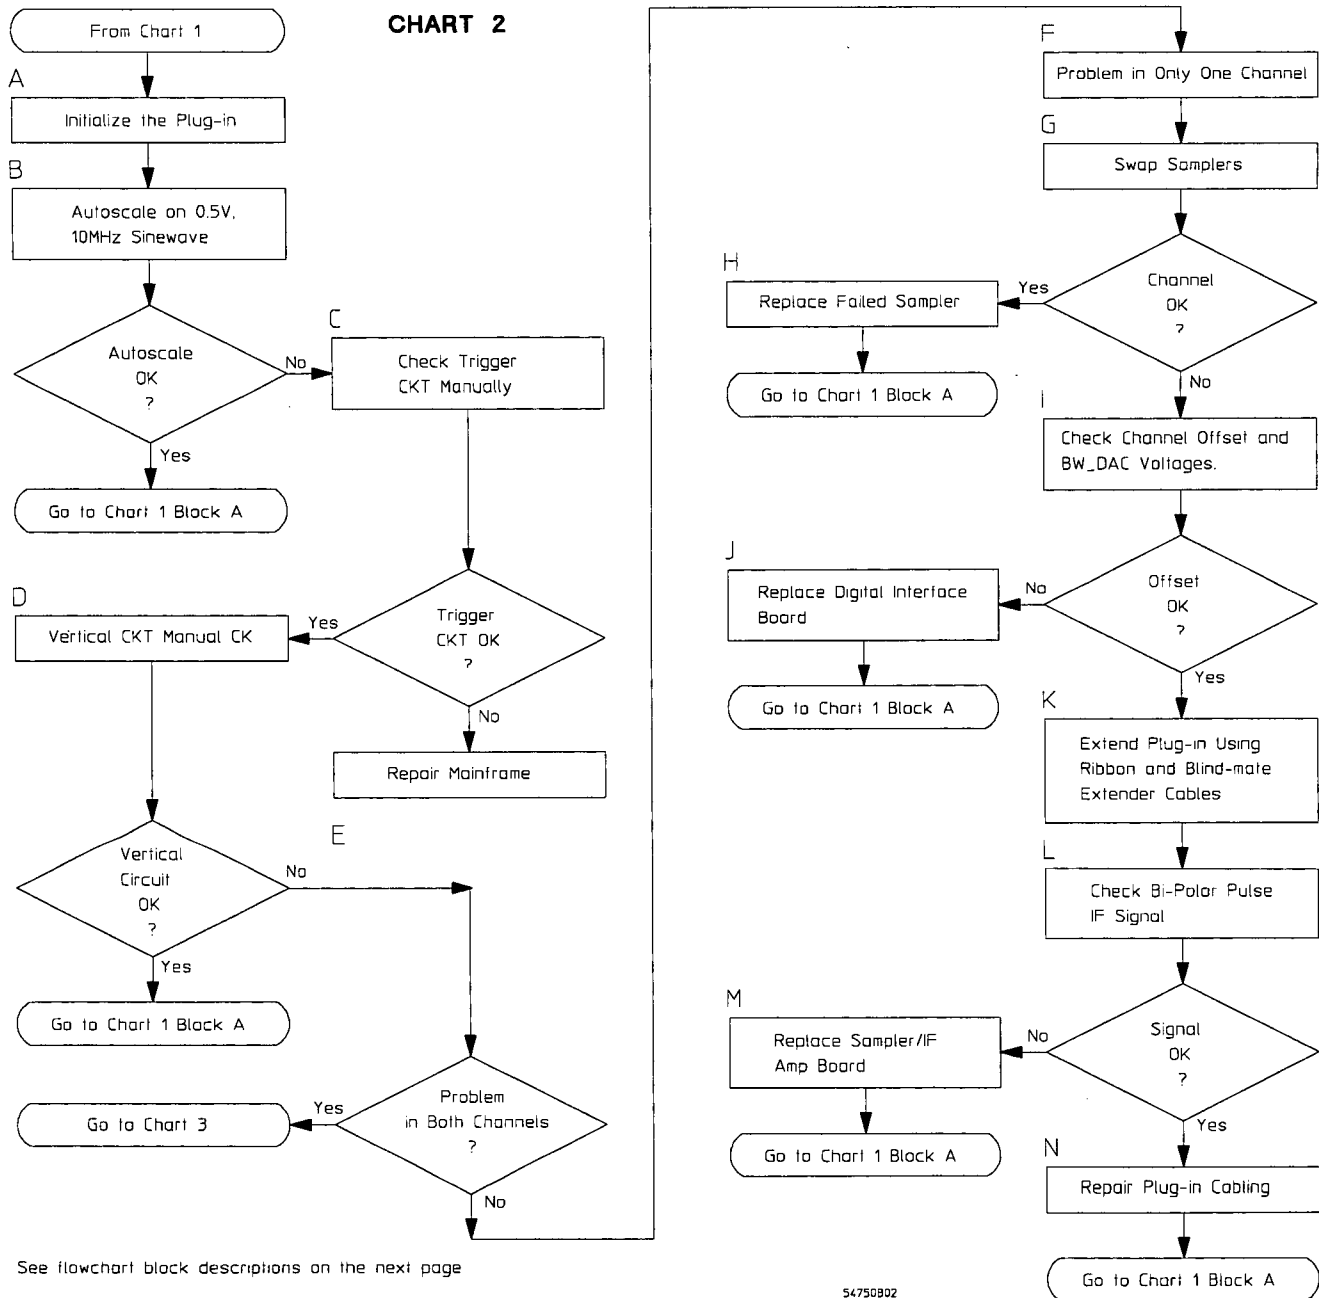 CHART 2
From Chart 1
A
Initialize the Plug-in
B
Autoscale on 0.5V,
10MHz Sinewave
Autoscale
OK
?
No
Yes
Go to Chart 1 Block A
C
Check Trigger
CKT Manually
Trigger
CKT OK
?
Yes
No
Repair Mainframe
D
Vertical CKT Manual CK
Vertical
Circuit
OK
?
No
Yes
Go to Chart 1 Block A
E
Problem
in Both Channels
?
Yes
Go to Chart 3
No
F
Problem in Only One Channel
G
Swap Samplers
Channel
OK
?
Yes
No
H
Replace Failed Sampler
Go to Chart 1 Block A
I
Check Channel Offset and
BW_DAC Voltages.
Offset
OK
?
No
Yes
J
Replace Digital Interface
Board
Go to Chart 1 Block A
K
Extend Plug-in Using
Ribbon and Blind-mate
Extender Cables
L
Check Bi-Polar Pulse
IF Signal
Signal
OK
?
No
Yes
M
Replace Sampler/IF
Amp Board
Go to Chart 1 Block A
N
Repair Plug-in Cabling
Go to Chart 1 Block A
See flowchart block descriptions on the next page
54750B02